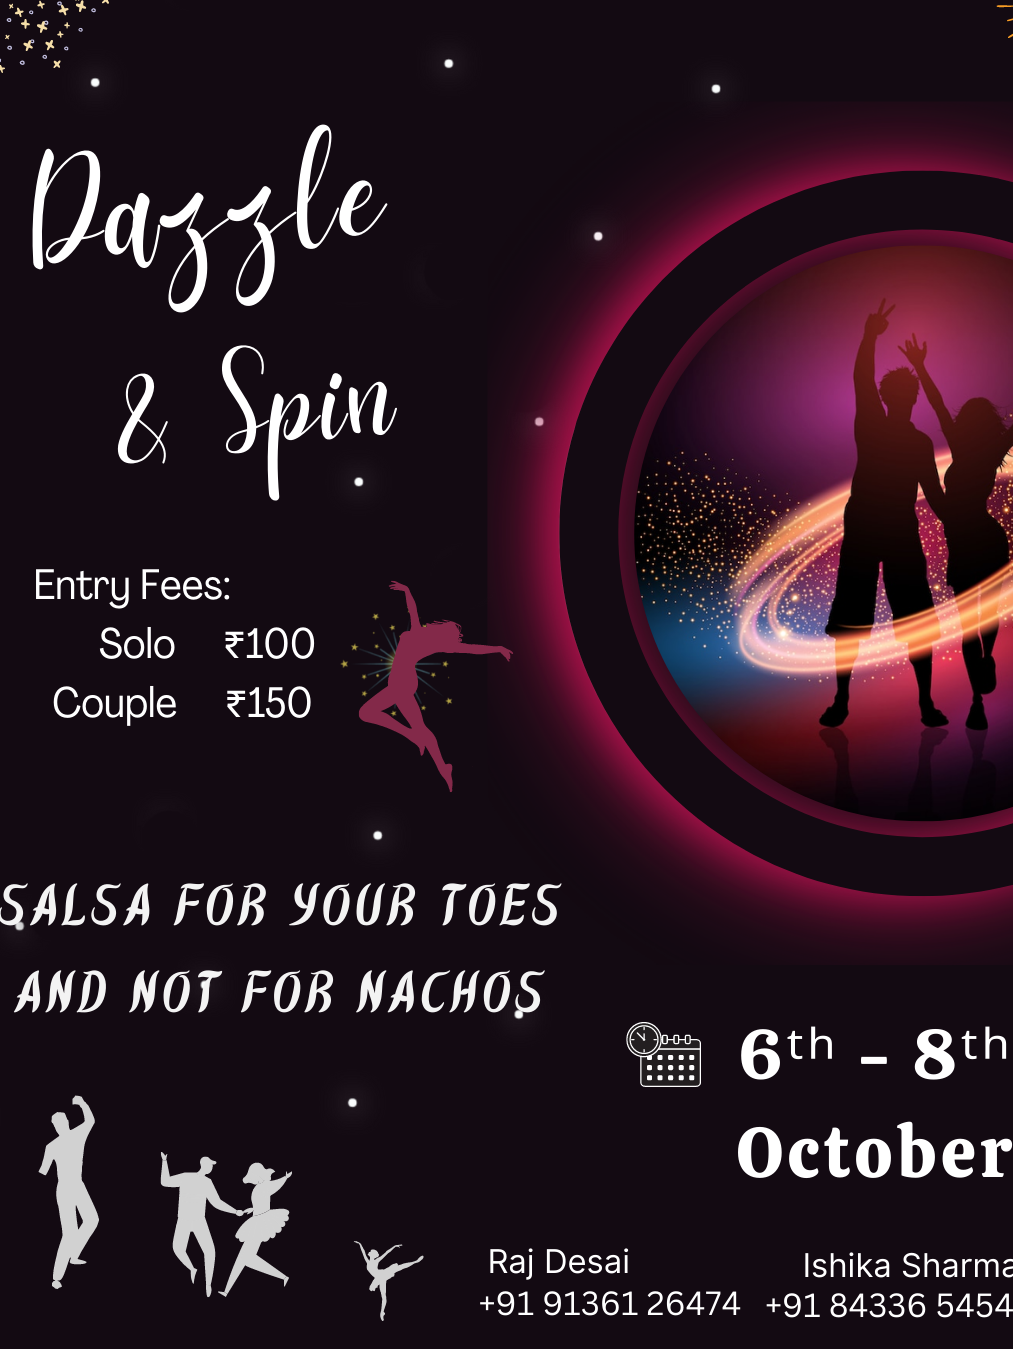 Dazzle
& Spin
Entry Fees:
Solo ₹100
Couple ₹150
SALSA FOR YOUR TOES
AND NOT FOR NACHOS
6th - 8th
October
Raj Desai
+91 91361 26474
Ishika Sharma
+91 84336 5454